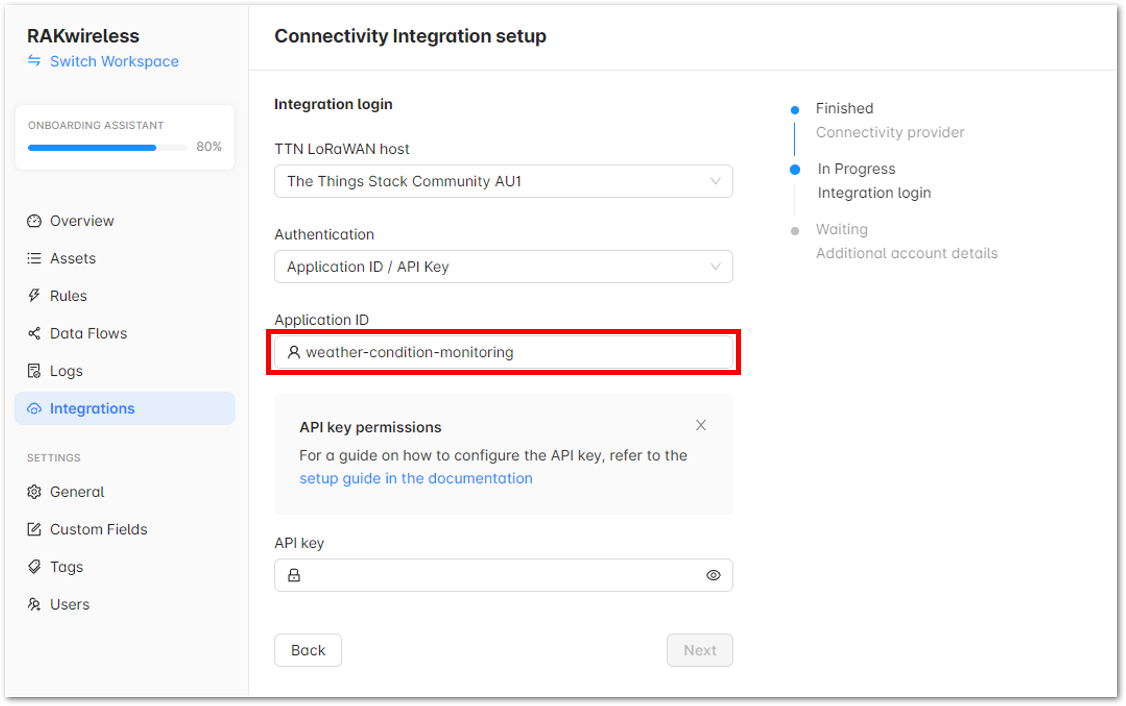 RAKwireless
Switch Workspace
ONBOARDING ASSISTANT
80%
Overview
Assets
Rules
Data Flows
Logs
Integrations
SETTINGS
General
Custom Fields
Tags
Users
Connectivity Integration setup
Integration login
TTN LoRaWAN host
The Things Stack Community AU1
Authentication
Application ID / API Key
Application ID
weather-condition-monitoring
API key permissions
For a guide on how to configure the API key, refer to the
setup guide in the documentation
API key
Back
Next
Finished
Connectivity provider
In Progress
Integration login
Waiting
Additional account details